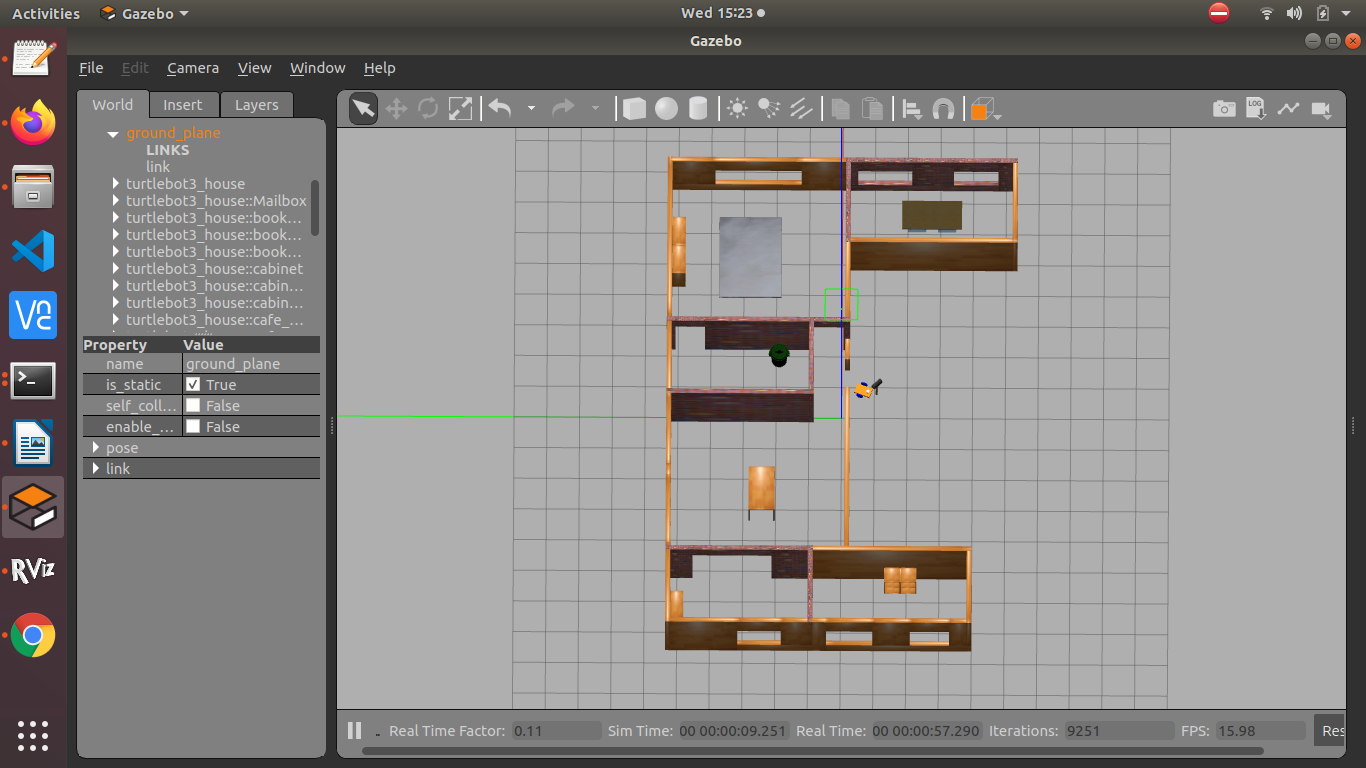 Activities Gazebo Wed 15:23
Gazebo
File Edit Camera View Window Help
World Insert Layers
ground_plane
LINKS
link
turtlebot3_house
turtlebot3_house::Mailbox
turtlebot3_house::book…
turtlebot3_house::book…
turtlebot3_house::book…
turtlebot3_house::cabinet
turtlebot3_house::cabin…
turtlebot3_house::cabin…
turtlebot3_house::cafe_…
Property Value
name ground_plane
is_static True
self_coll… False
enable_… False
pose
link
LOG
VC
RViz
Real Time Factor: 0.11 Sim Time: 00 00:00:09.251 Real Time: 00 00:00:57.290 Iterations: 9251 FPS: 15.98 Res